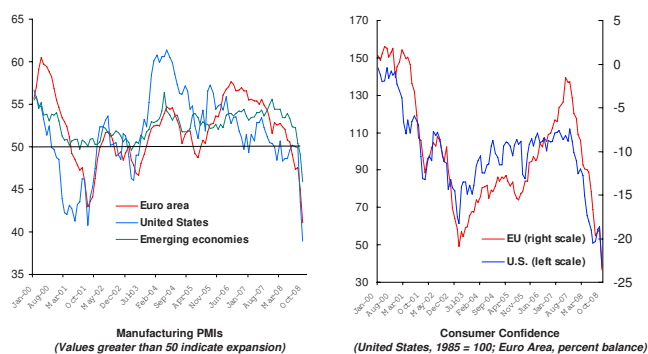 65
60
55
50
45
40
35
Euro area
United States
Emerging economies
Jan-00
Aug-00
Mar-01
Oct-01
May-02
Dec-02
Jul-03
Feb-04
Sep-04
Apr-05
Nov-05
Jun-06
Jan-07
Aug-07
Mar-08
Oct-08
Manufacturing PMIs
(Values greater than 50 indicate expansion)
170
150
130
110
90
70
50
30
5
0
-5
-10
-15
-20
-25
EU (right scale)
U.S. (left scale)
Jan-00
Aug-00
Mar-01
Oct-01
May-02
Dec-02
Jul-03
Feb-04
Sep-04
Apr-05
Nov-05
Jun-06
Jan-07
Aug-07
Mar-08
Oct-08
Consumer Confidence
(United States, 1985 = 100; Euro Area, percent balance)